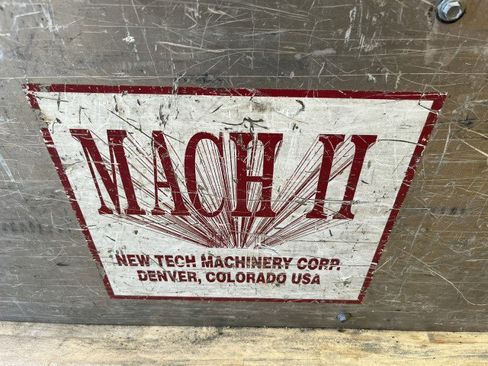 MACH II
NEW TECH MACHINERY CORP.
DENVER, COLORADO USA